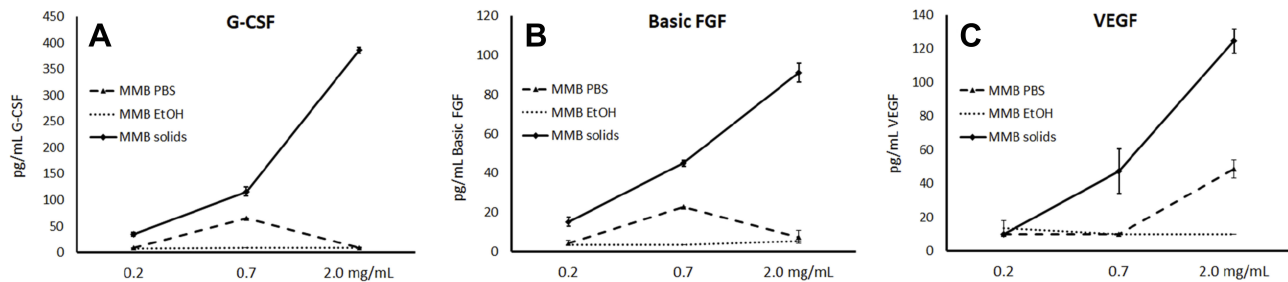 A
G-CSF
pg/mL G-CSF
450
400
350
300
250
200
150
100
50
0
MMB PBS
MMB EtOH
MMB solids
0.2 0.7 2.0 mg/mL
B
Basic FGF
pg/mL Basic FGF
120
100
80
60
40
20
0
MMB PBS
MMB EtOH
MMB solids
0.2 0.7 2.0 mg/mL
C
VEGF
pg/mL VEGF
140
120
100
80
60
40
20
0
MMB PBS
MMB EtOH
MMB solids
0.2 0.7 2.0 mg/mL